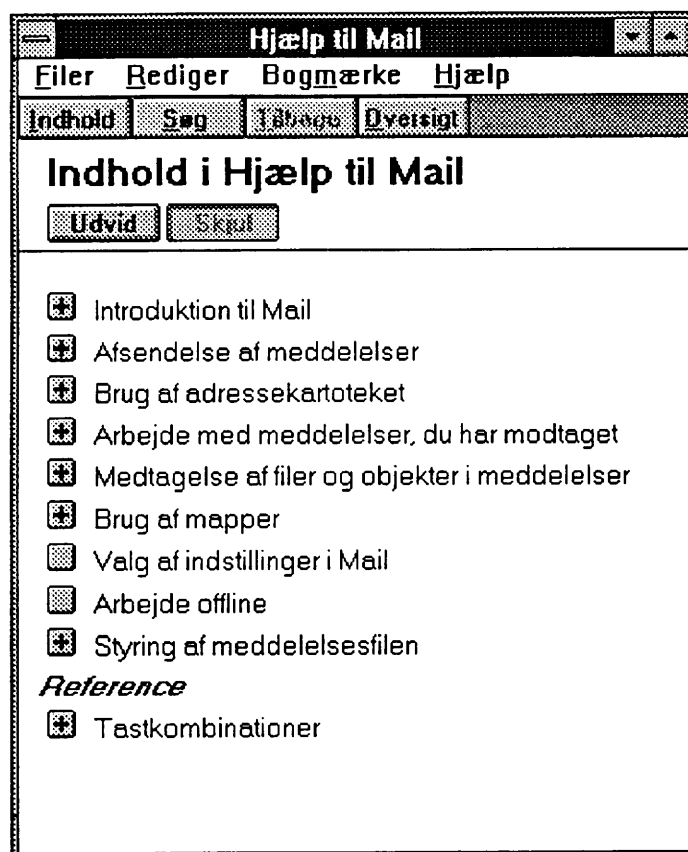 Hjælp til Mail
Filer Rediger Bogmærke Hjælp
Indhold Søg Tilbage Oversigt
Indhold i Hjælp til Mail
Udvid Skjul
Introduktion til Mail
Afsendelse af meddelelser
Brug af adressekartoteket
Arbejde med meddelelser, du har modtaget
Medtagelse af filer og objekter i meddelelser
Brug af mapper
Valg af indstillinger i Mail
Arbejde offline
Styring af meddelelsesfilen
Reference
Tastkombinationer